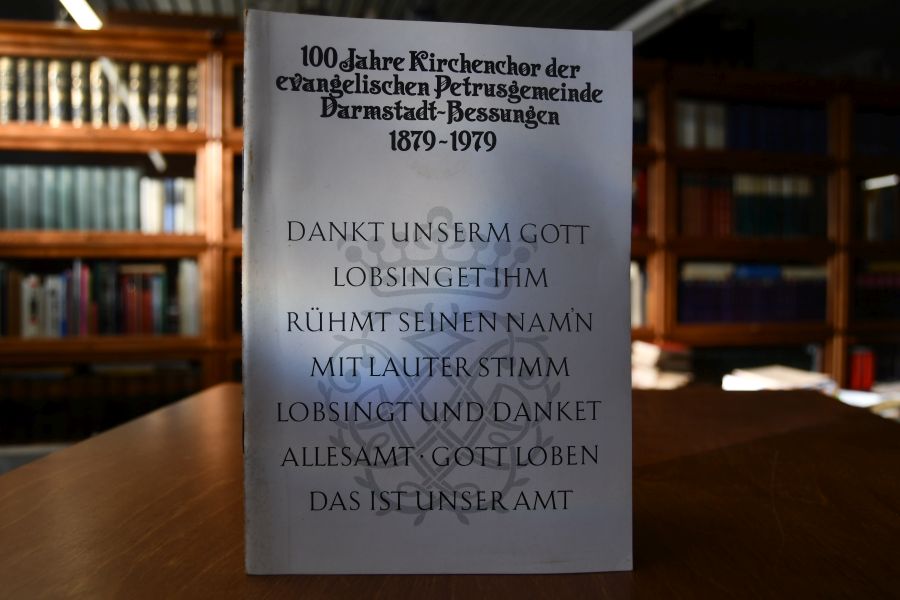 100 Jahre Kirchenchor der
evangelischen Petrusgemeinde
Darmstadt-Bessungen
1879-1979
DANKT UNSERM GOTT
LOBSINGET IHM
RÜHMT SEINEN NAM'N
MIT LAUTER STIMM
LOBSINGT UND DANKET
ALLESAMT · GOTT LOBEN
DAS IST UNSER AMT